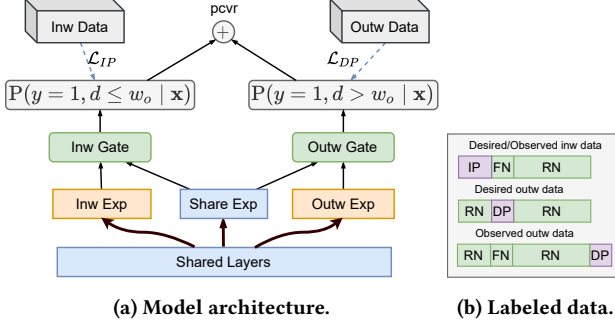 pcvr
Inw Data
Outw Data
+
ℒ_IP
ℒ_DP
P(y = 1, d ≤ w_o | x)
P(y = 1, d > w_o | x)
Inw Gate
Outw Gate
Inw Exp
Share Exp
Outw Exp
Shared Layers
(a) Model architecture.
Desired/Observed inw data
IP FN RN
Desired outw data
RN DP RN
Observed outw data
RN FN RN DP
(b) Labeled data.